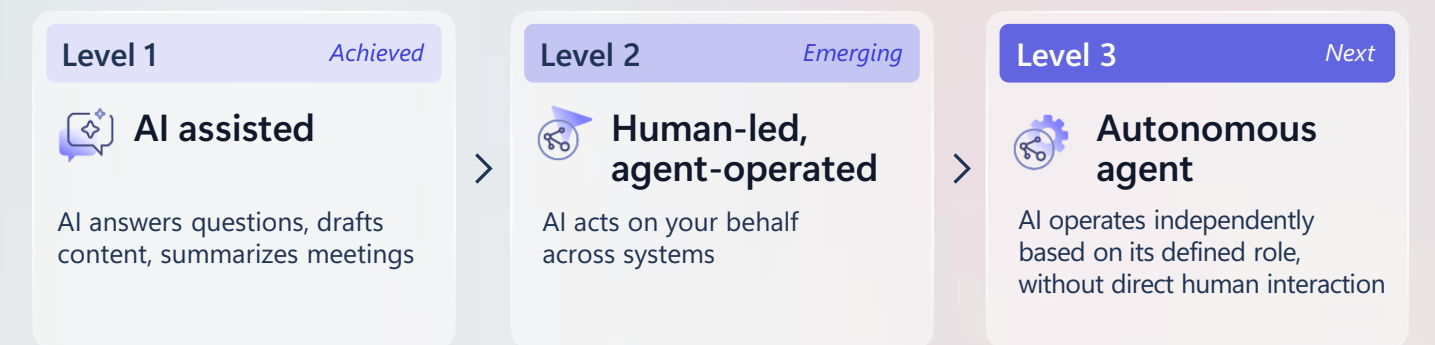 Level 1
Achieved
AI assisted
AI answers questions, drafts
content, summarizes meetings
Level 2
Emerging
Human-led,
agent-operated
AI acts on your behalf
across systems
Level 3
Next
Autonomous
agent
AI operates independently
based on its defined role,
without direct human interaction